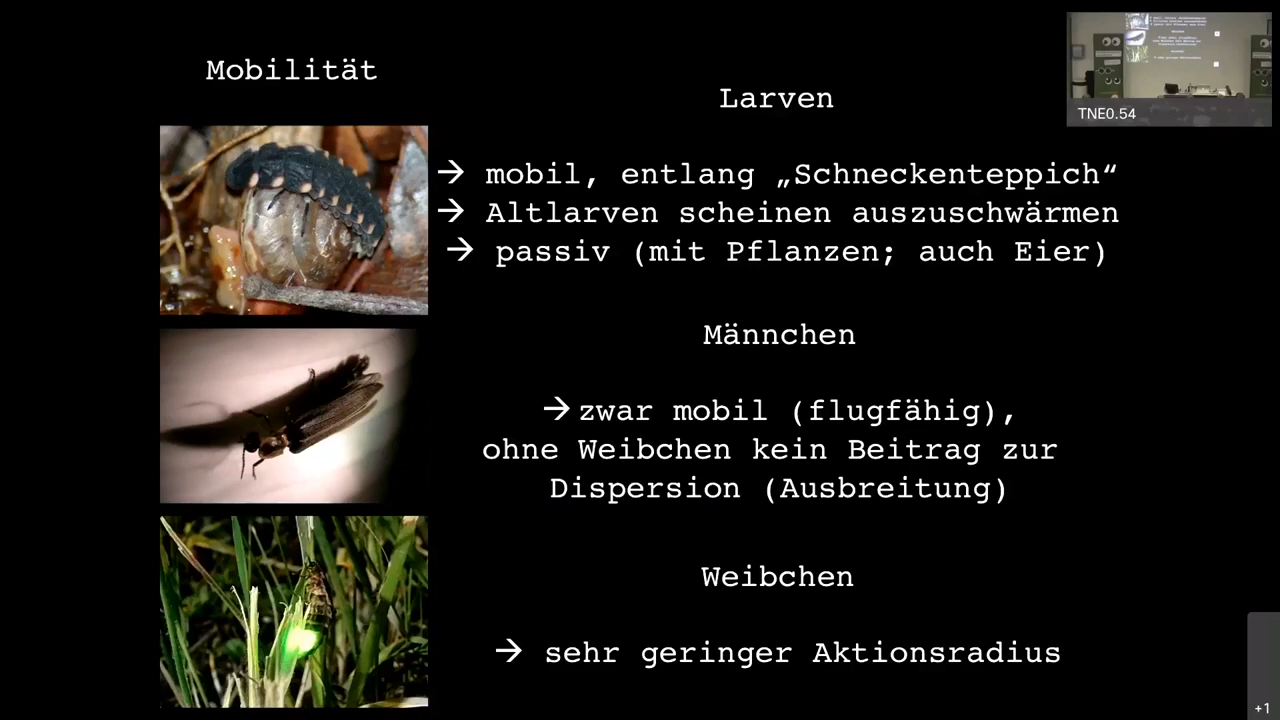 Mobilität
Larven
→ mobil, entlang „Schneckenteppich“
→ Altlarven scheinen auszuschwärmen
→ passiv (mit Pflanzen; auch Eier)
Männchen
→ zwar mobil (flugfähig),
ohne Weibchen kein Beitrag zur
Dispersion (Ausbreitung)
Weibchen
→ sehr geringer Aktionsradius
TNE0.54
+1